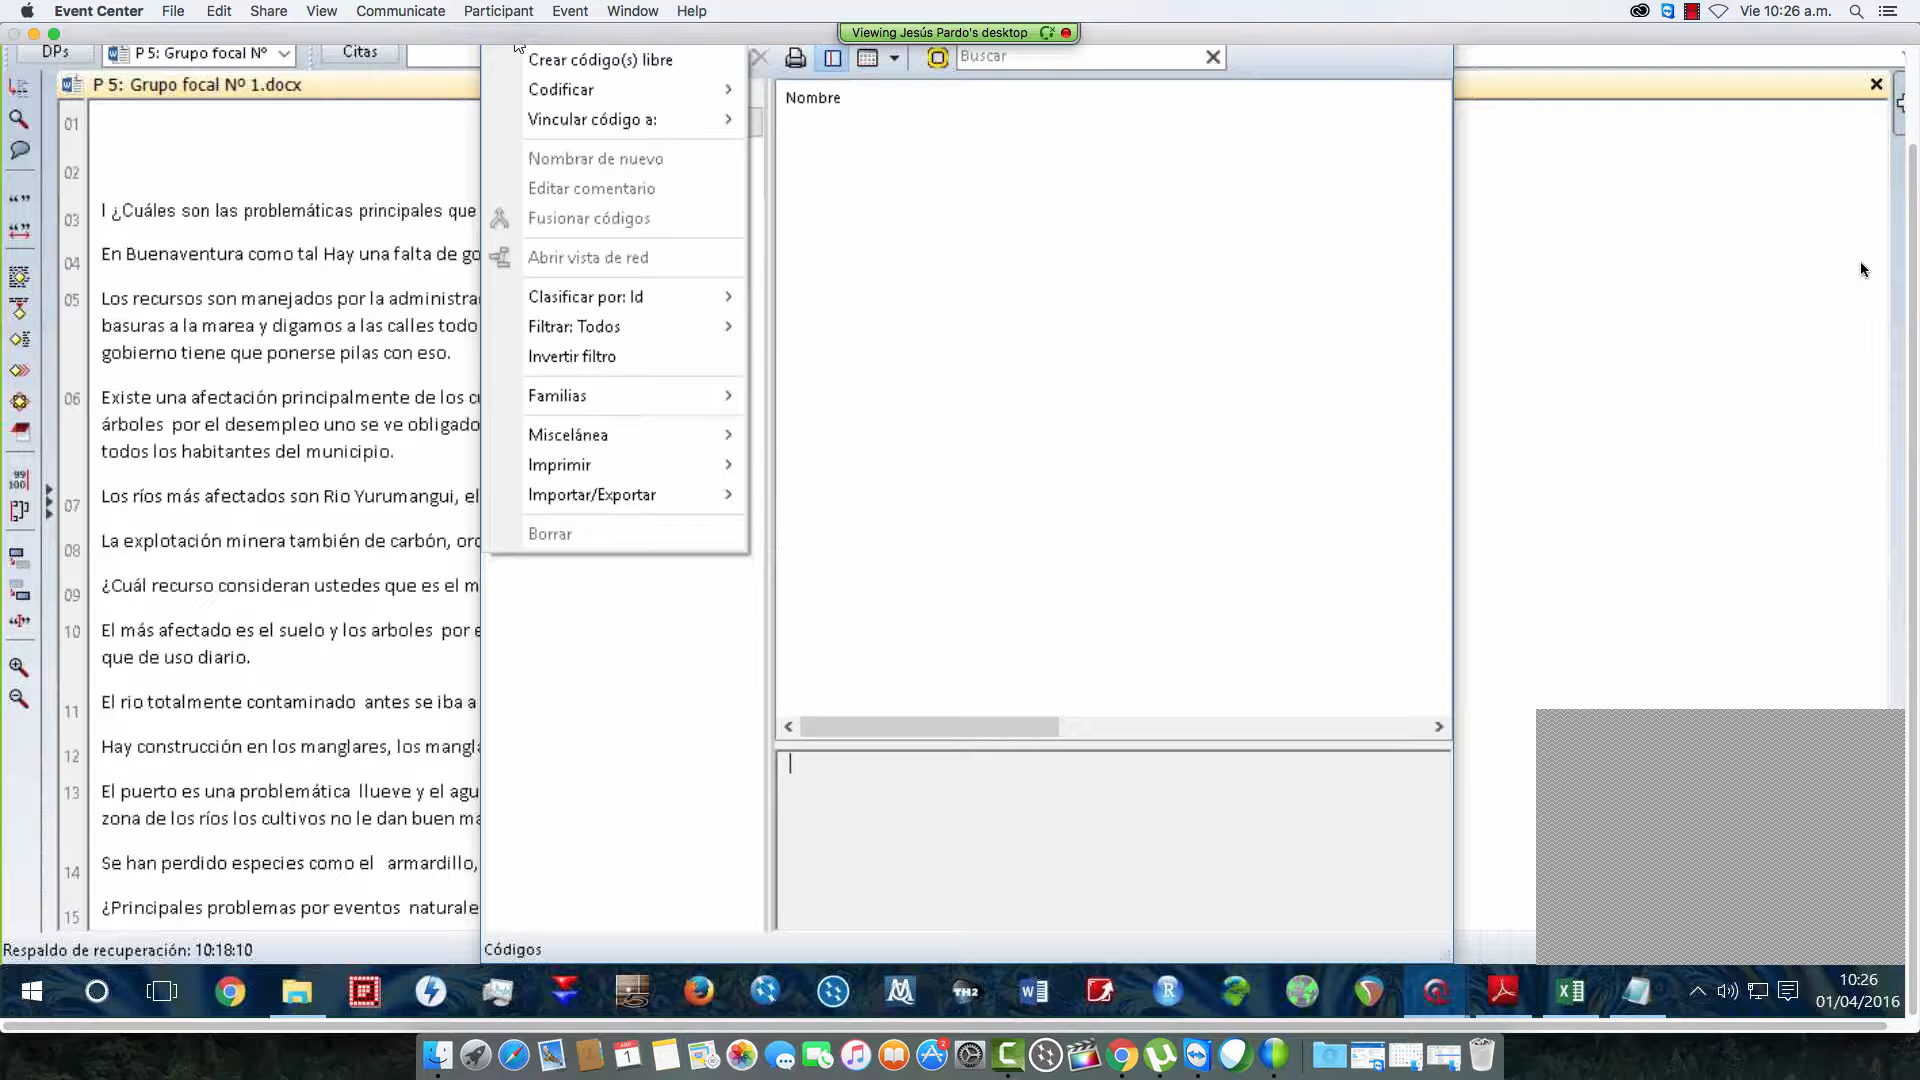 Event Center File Edit Share View Communicate Participant Event Window Help Vie 10:26 a.m.
Viewing Jesús Pardo's desktop
DPs P 5: Grupo focal Nº Citas
Buscar
P 5: Grupo focal Nº 1.docx
Crear código(s) libre
Codificar
Vincular código a:
Nombrar de nuevo
Editar comentario
Fusionar códigos
Abrir vista de red
Clasificar por: Id
Filtrar: Todos
Invertir filtro
Familias
Miscelánea
Imprimir
Importar/Exportar
Borrar
Nombre
01
02
03 I ¿Cuáles son las problemáticas principales que
04 En Buenaventura como tal Hay una falta de go
05 Los recursos son manejados por la administra
basuras a la marea y digamos a las calles todo
gobierno tiene que ponerse pilas con eso.
06 Existe una afectación principalmente de los cu
árboles por el desempleo uno se ve obligado
todos los habitantes del municipio.
07 Los ríos más afectados son Rio Yurumangui, el
08 La explotación minera también de carbón, oro
09 ¿Cuál recurso consideran ustedes que es el m
10 El más afectado es el suelo y los arboles por e
que de uso diario.
11 El rio totalmente contaminado antes se iba a
12 Hay construcción en los manglares, los mangla
13 El puerto es una problemática llueve y el agu
zona de los ríos los cultivos no le dan buen ma
14 Se han perdido especies como el armardillo,
15 ¿Principales problemas por eventos naturale
99
100
Respaldo de recuperación: 10:18:10
Códigos
TH2
10:26
01/04/2016
ABR
1
2